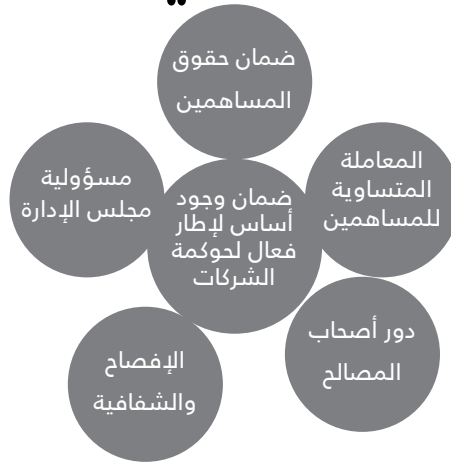 ضمان حقوق
المساهمين
المعاملة
المتساوية
للمساهمين
مسؤولية
مجلس الإدارة
ضمان وجود
أساس لإطار
فعال لحوكمة
الشركات
دور أصحاب
المصالح
الإفصاح
والشفافية